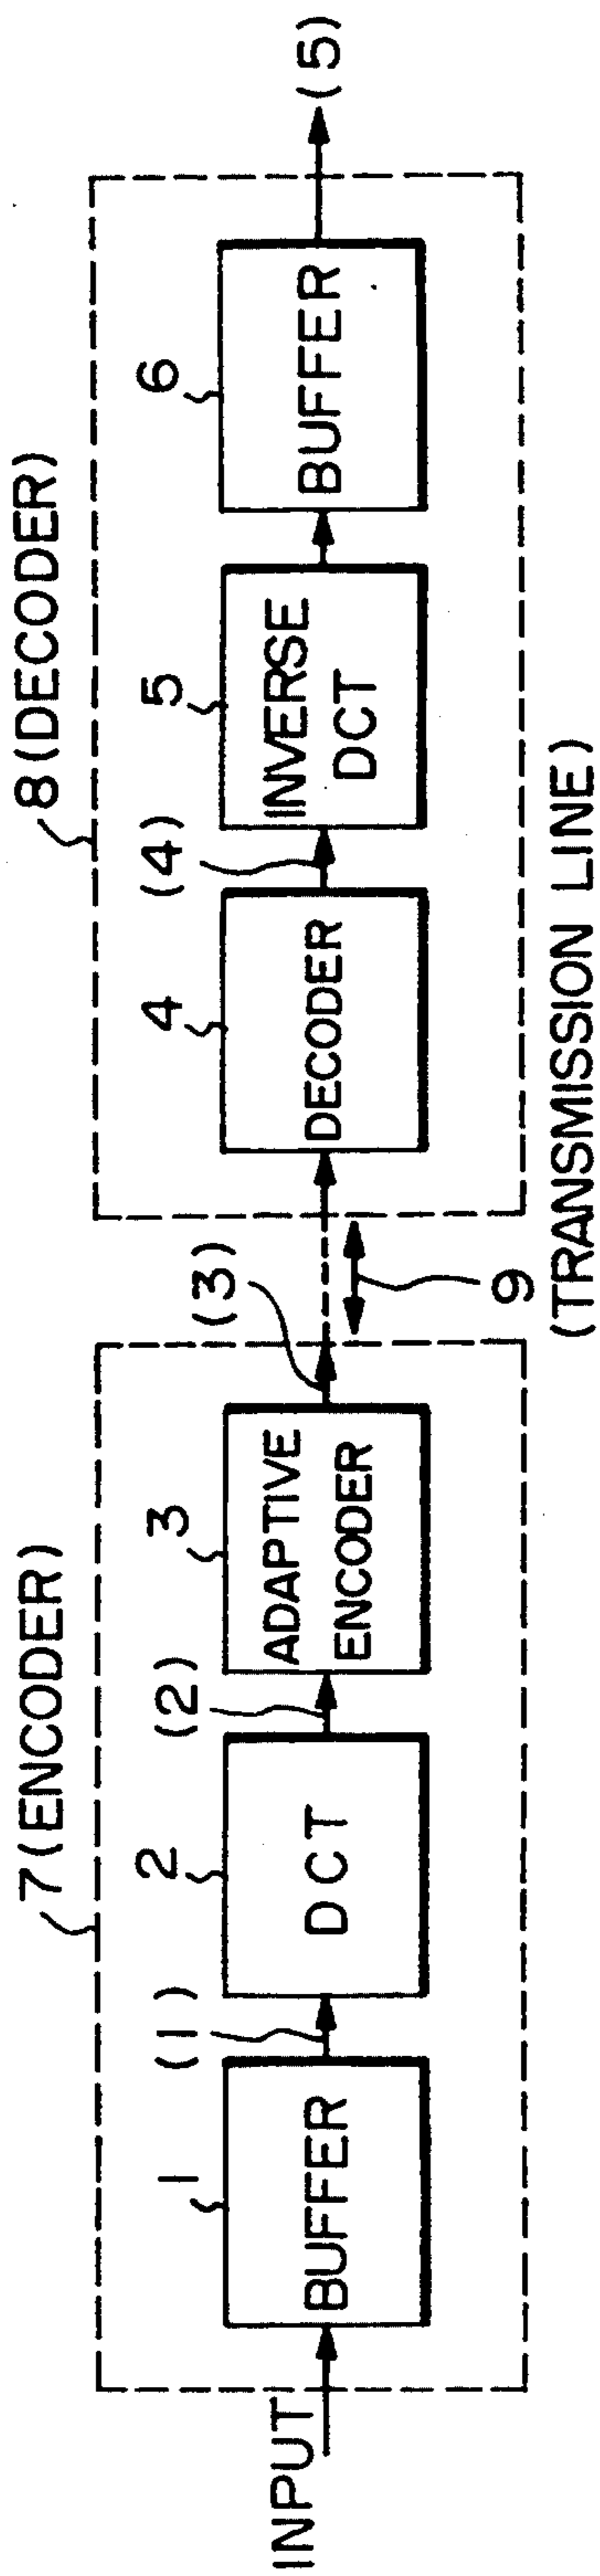 7 (ENCODER)
8 (DECODER)
1
(1)
2
(2)
3
(3)
4
(4)
5
6
INPUT
BUFFER
DCT
ADAPTIVE
ENCODER
DECODER
INVERSE
DCT
BUFFER
(5)
9
(TRANSMISSION LINE)